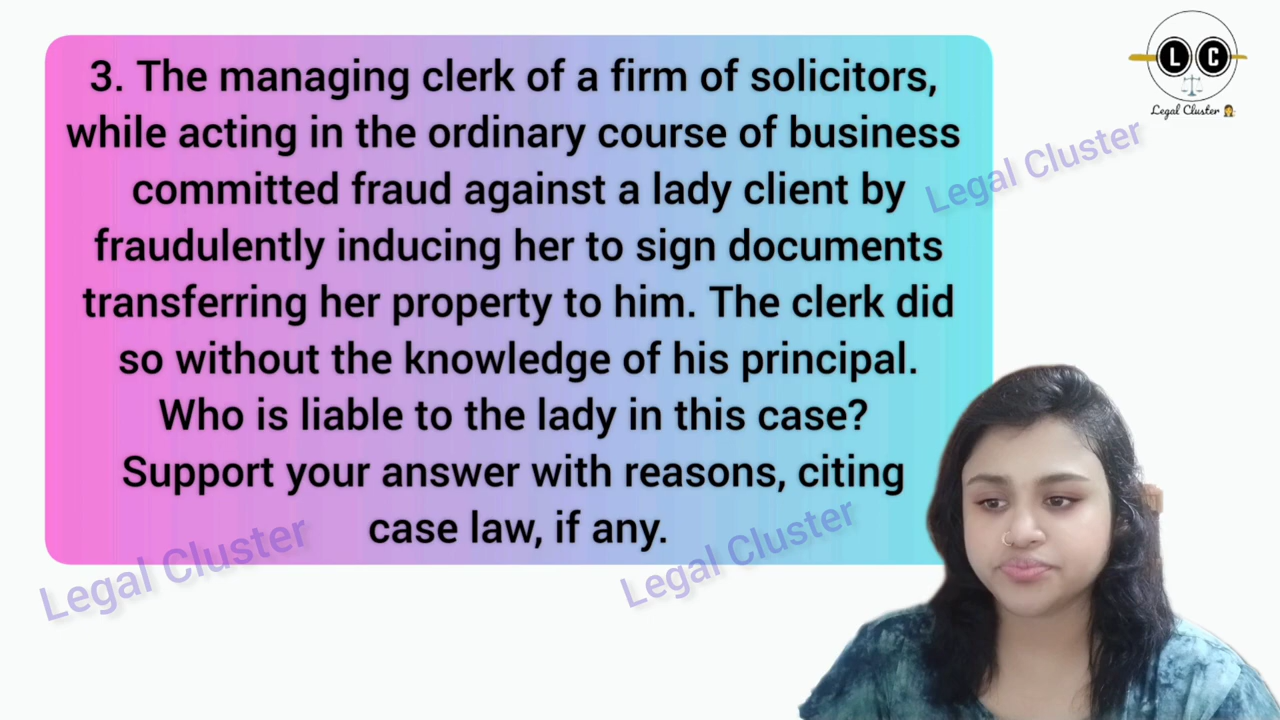 3. The managing clerk of a firm of solicitors,
while acting in the ordinary course of business
committed fraud against a lady client by
fraudulently inducing her to sign documents
transferring her property to him. The clerk did
so without the knowledge of his principal.
Who is liable to the lady in this case?
Support your answer with reasons, citing
case law, if any.
L C
Legal Cluster
Legal Cluster
Legal Cluster
Legal Cluster